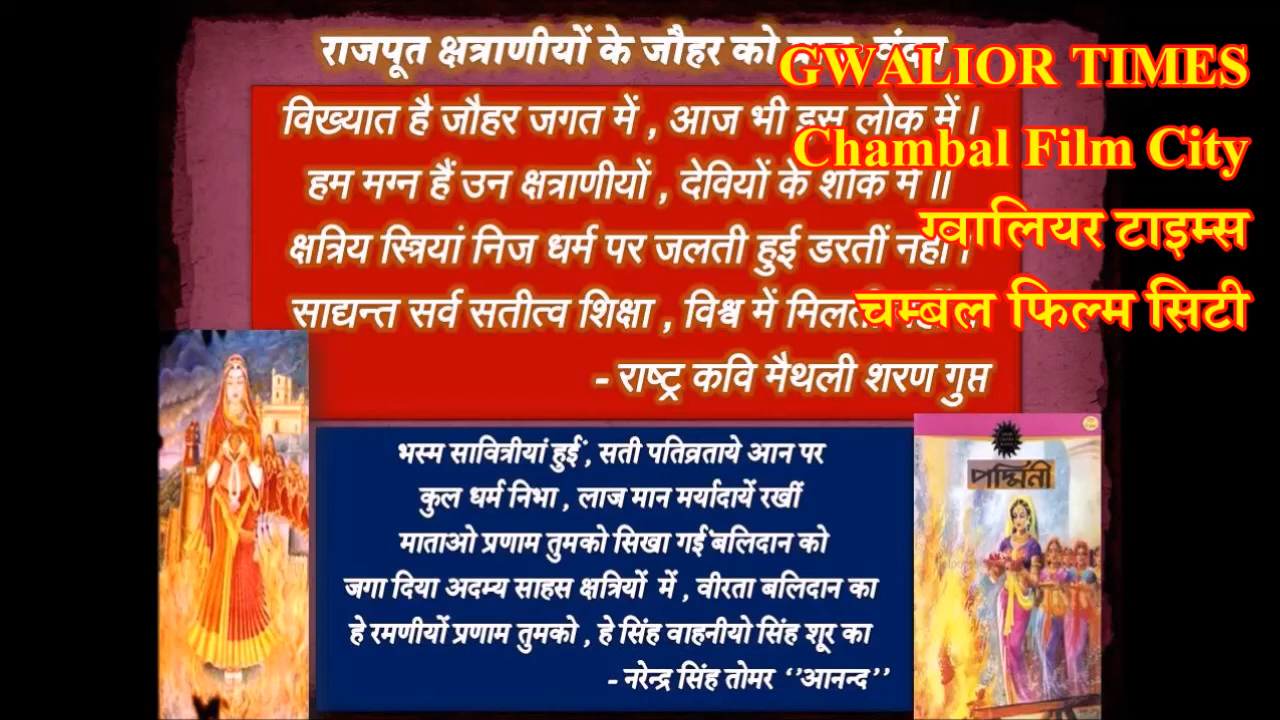 राजपूत क्षत्राणीयों के जौहर को
GWALIOR TIMES
विख्यात है जौहर जगत में , आज भी इस लोक में ।
Chambal Film City
हम मग्न हैं उन क्षत्राणीयों , देवियों के शोक में ॥
ग्वालियर टाइम्स
क्षत्रिय स्त्रियां निज धर्म पर जलती हुई डरतीं नहीं ।
चम्बल फिल्म सिटी
साद्यन्त सर्व सतीत्व शिक्षा , विश्व में
- राष्ट्र कवि मैथली शरण गुप्त
भस्म सावित्रीयां हुईं , सती पतिव्रताये आन पर
कुल धर्म निभा , लाज मान मर्यादायें रखीं
माताओ प्रणाम तुमको सिखा गईं बलिदान को
जगा दिया अदम्य साहस क्षत्रियों में , वीरता बलिदान का
हे रमणीयों प्रणाम तुमको , हे सिंह वाहनीयो सिंह शूर का
- नरेन्द्र सिंह तोमर ‘’आनन्द’’